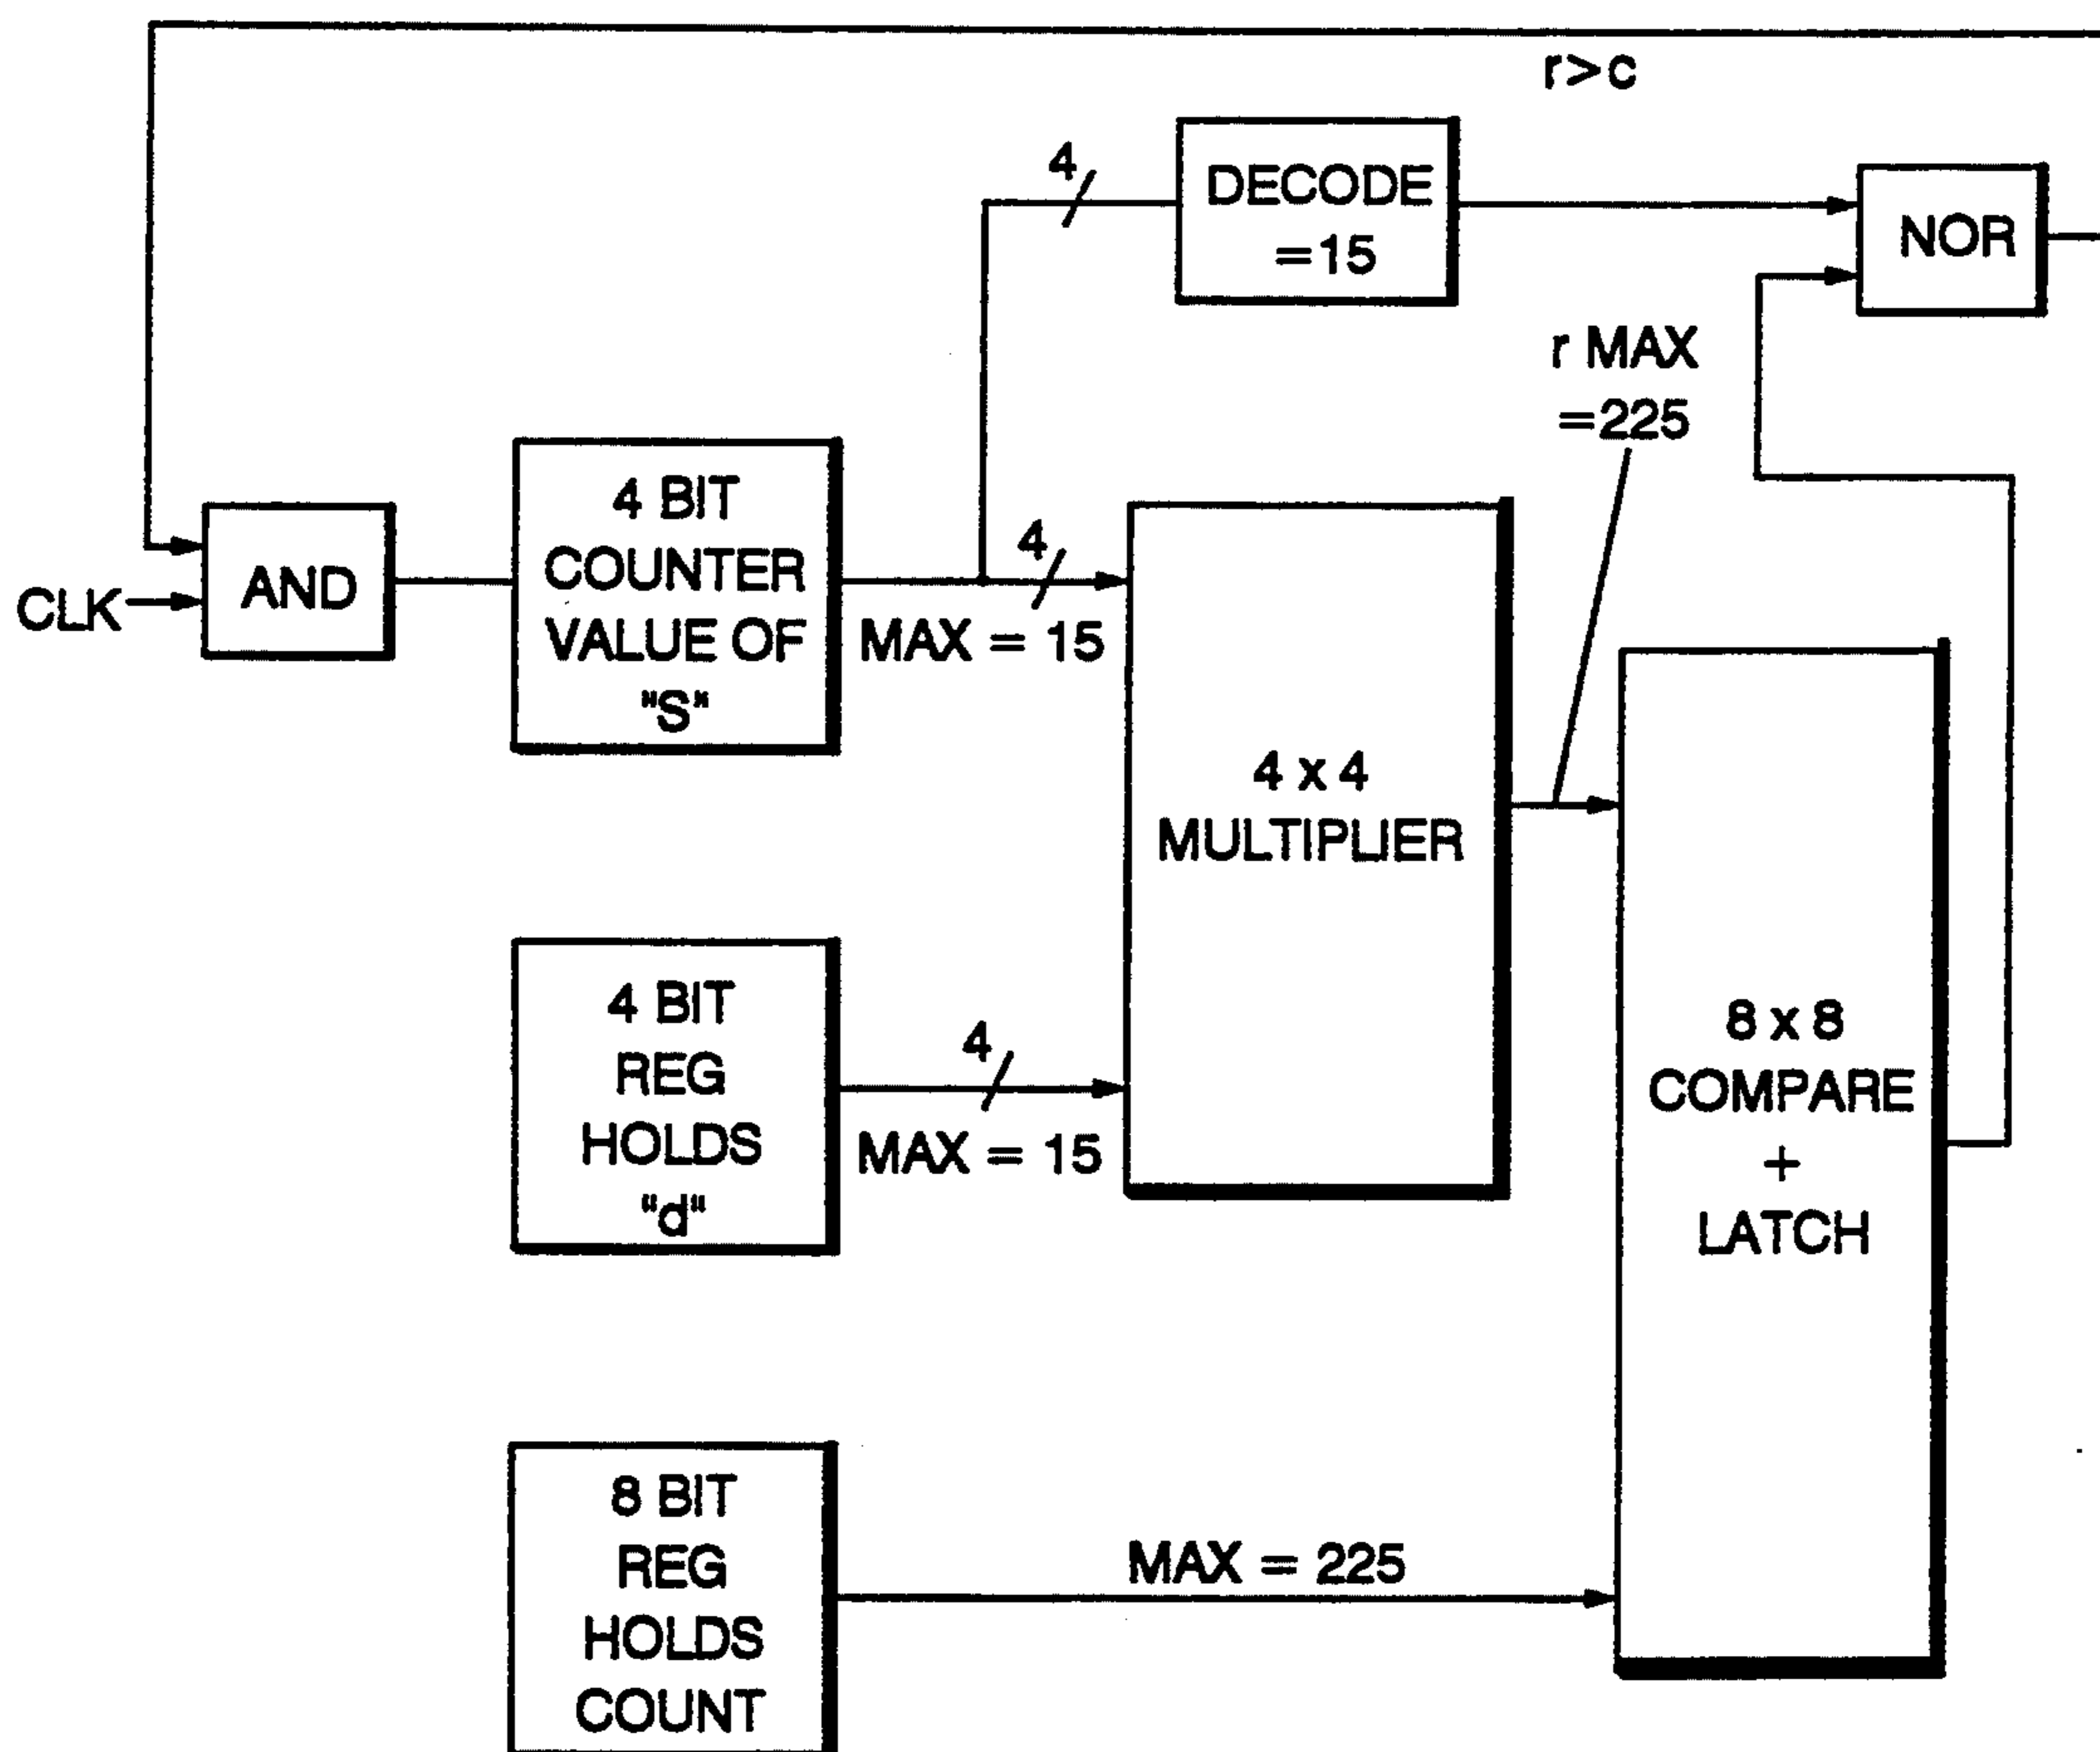 r>c
4
DECODE
=15
NOR
r MAX
=225
4 BIT
COUNTER
VALUE OF
"S"
4
AND
CLK
MAX = 15
4 x 4
MULTIPLIER
4 BIT
REG
HOLDS
"d"
4
MAX = 15
8 x 8
COMPARE
+
LATCH
8 BIT
REG
HOLDS
COUNT
MAX = 225